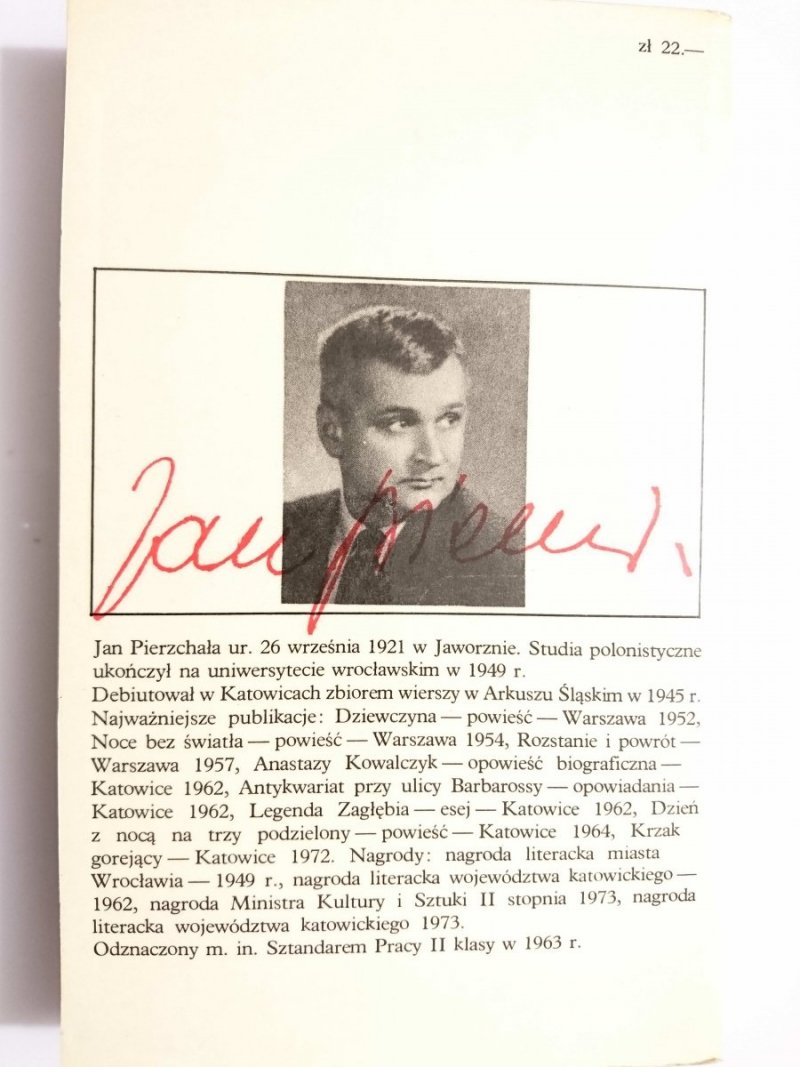 zł 22.—
Jan
Jan Pierzchała ur. 26 września 1921 w Jaworznie. Studia polonistyczne
ukończył na uniwersytecie wrocławskim w 1949 r.
Debiutował w Katowicach zbiorem wierszy w Arkuszu Śląskim w 1945 r.
Najważniejsze publikacje: Dziewczyna — powieść — Warszawa 1952,
Noce bez światła — powieść — Warszawa 1954, Rozstanie i powrót —
Warszawa 1957, Anastazy Kowalczyk — opowieść biograficzna —
Katowice 1962, Antykwariat przy ulicy Barbarossy — opowiadania —
Katowice 1962, Legenda Zagłębia — esej — Katowice 1962, Dzień
z nocą na trzy podzielony — powieść — Katowice 1964, Krzak
gorejący — Katowice 1972. Nagrody: nagroda literacka miasta
Wrocławia — 1949 r., nagroda literacka województwa katowickiego —
1962, nagroda Ministra Kultury i Sztuki II stopnia 1973, nagroda
literacka województwa katowickiego 1973.
Odznaczony m. in. Sztandarem Pracy II klasy w 1963 r.